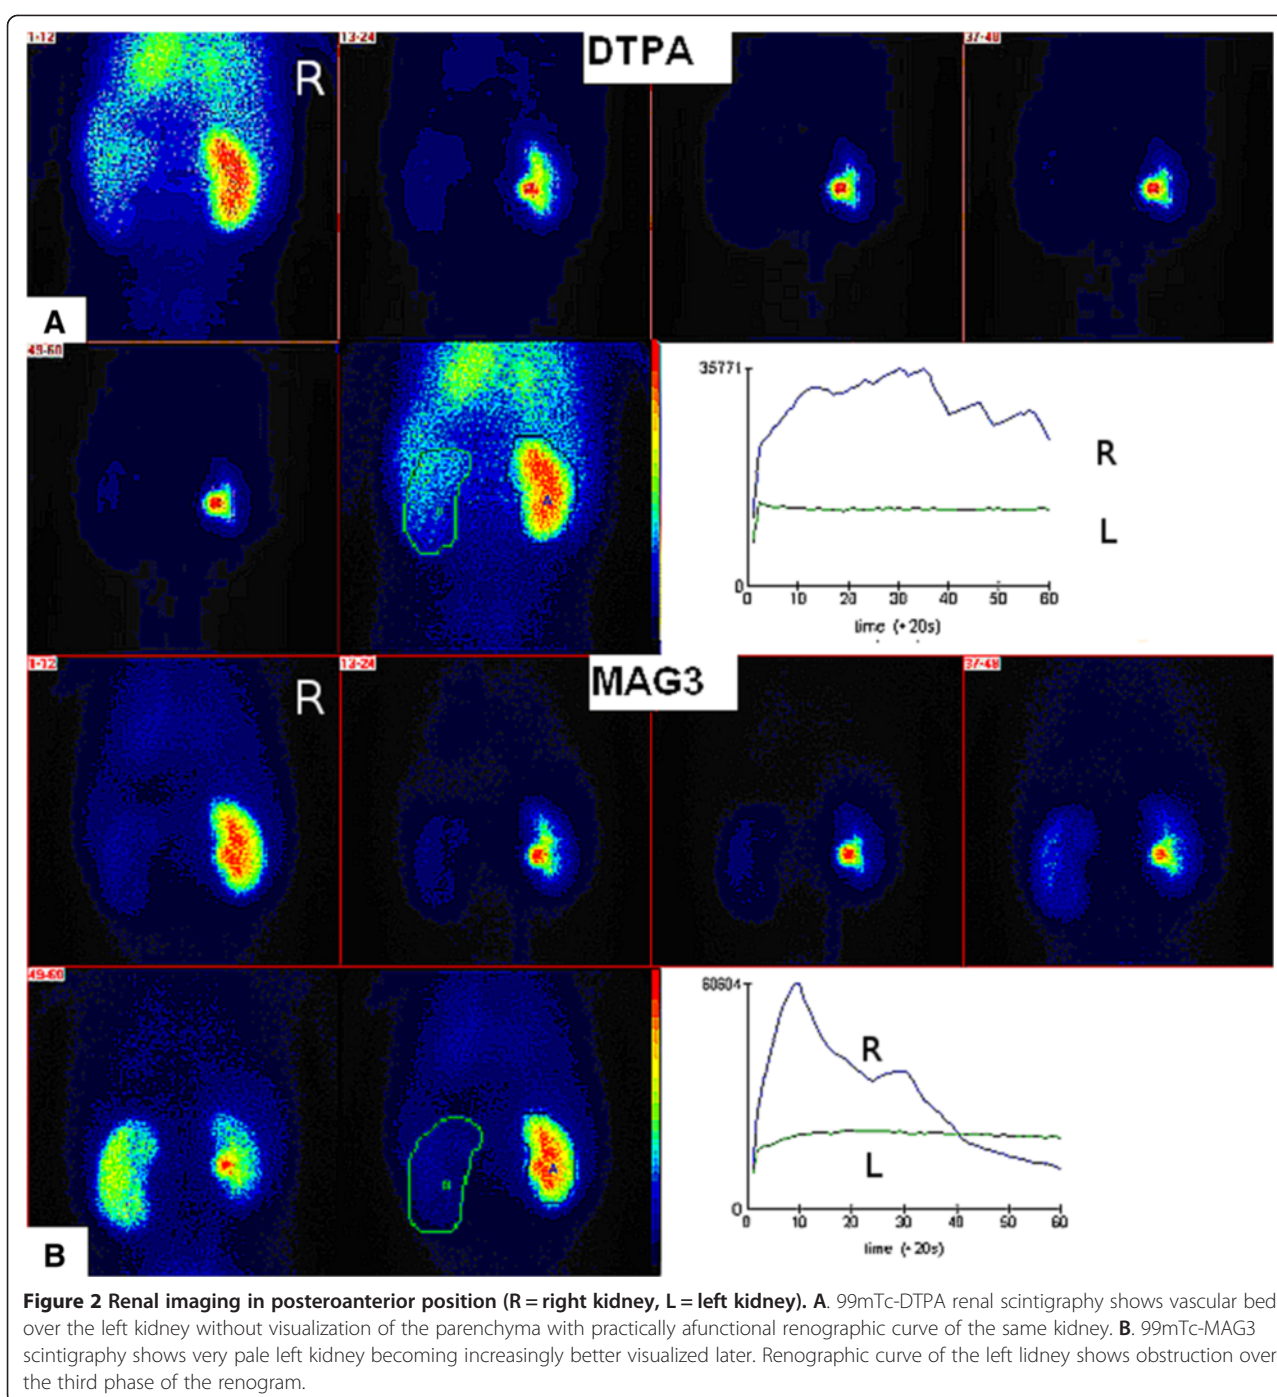 1-12
13-24
DTPA
37-48
R
A
49-60
A
35771
R
L
0
0 10 20 30 40 50 60
time (*20s)
1-12
13-24
MAG3
37-48
R
49-60
A
B
60604
R
L
0
0 10 20 30 40 50 60
time (*20s)
B
Figure 2 Renal imaging in posteroanterior position (R = right kidney, L = left kidney). A. 99mTc-DTPA renal scintigraphy shows vascular bed
over the left kidney without visualization of the parenchyma with practically afunctional renographic curve of the same kidney. B. 99mTc-MAG3
scintigraphy shows very pale left kidney becoming increasingly better visualized later. Renographic curve of the left lidney shows obstruction over
the third phase of the renogram.